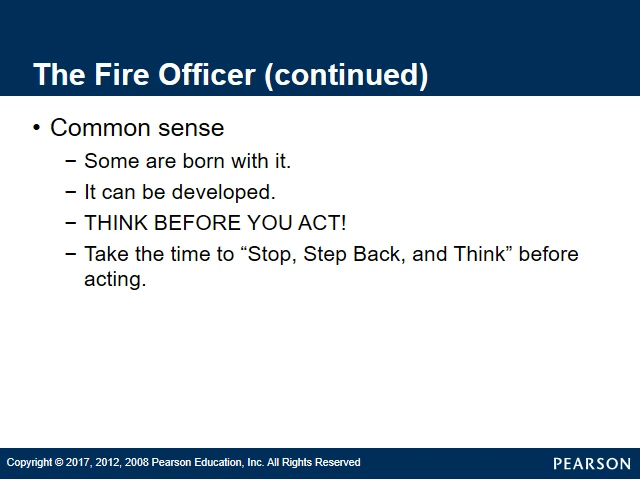 The Fire Officer (continued)
• Common sense
– Some are born with it.
– It can be developed.
– THINK BEFORE YOU ACT!
– Take the time to “Stop, Step Back, and Think” before
acting.
Copyright © 2017, 2012, 2008 Pearson Education, Inc. All Rights Reserved
PEARSON